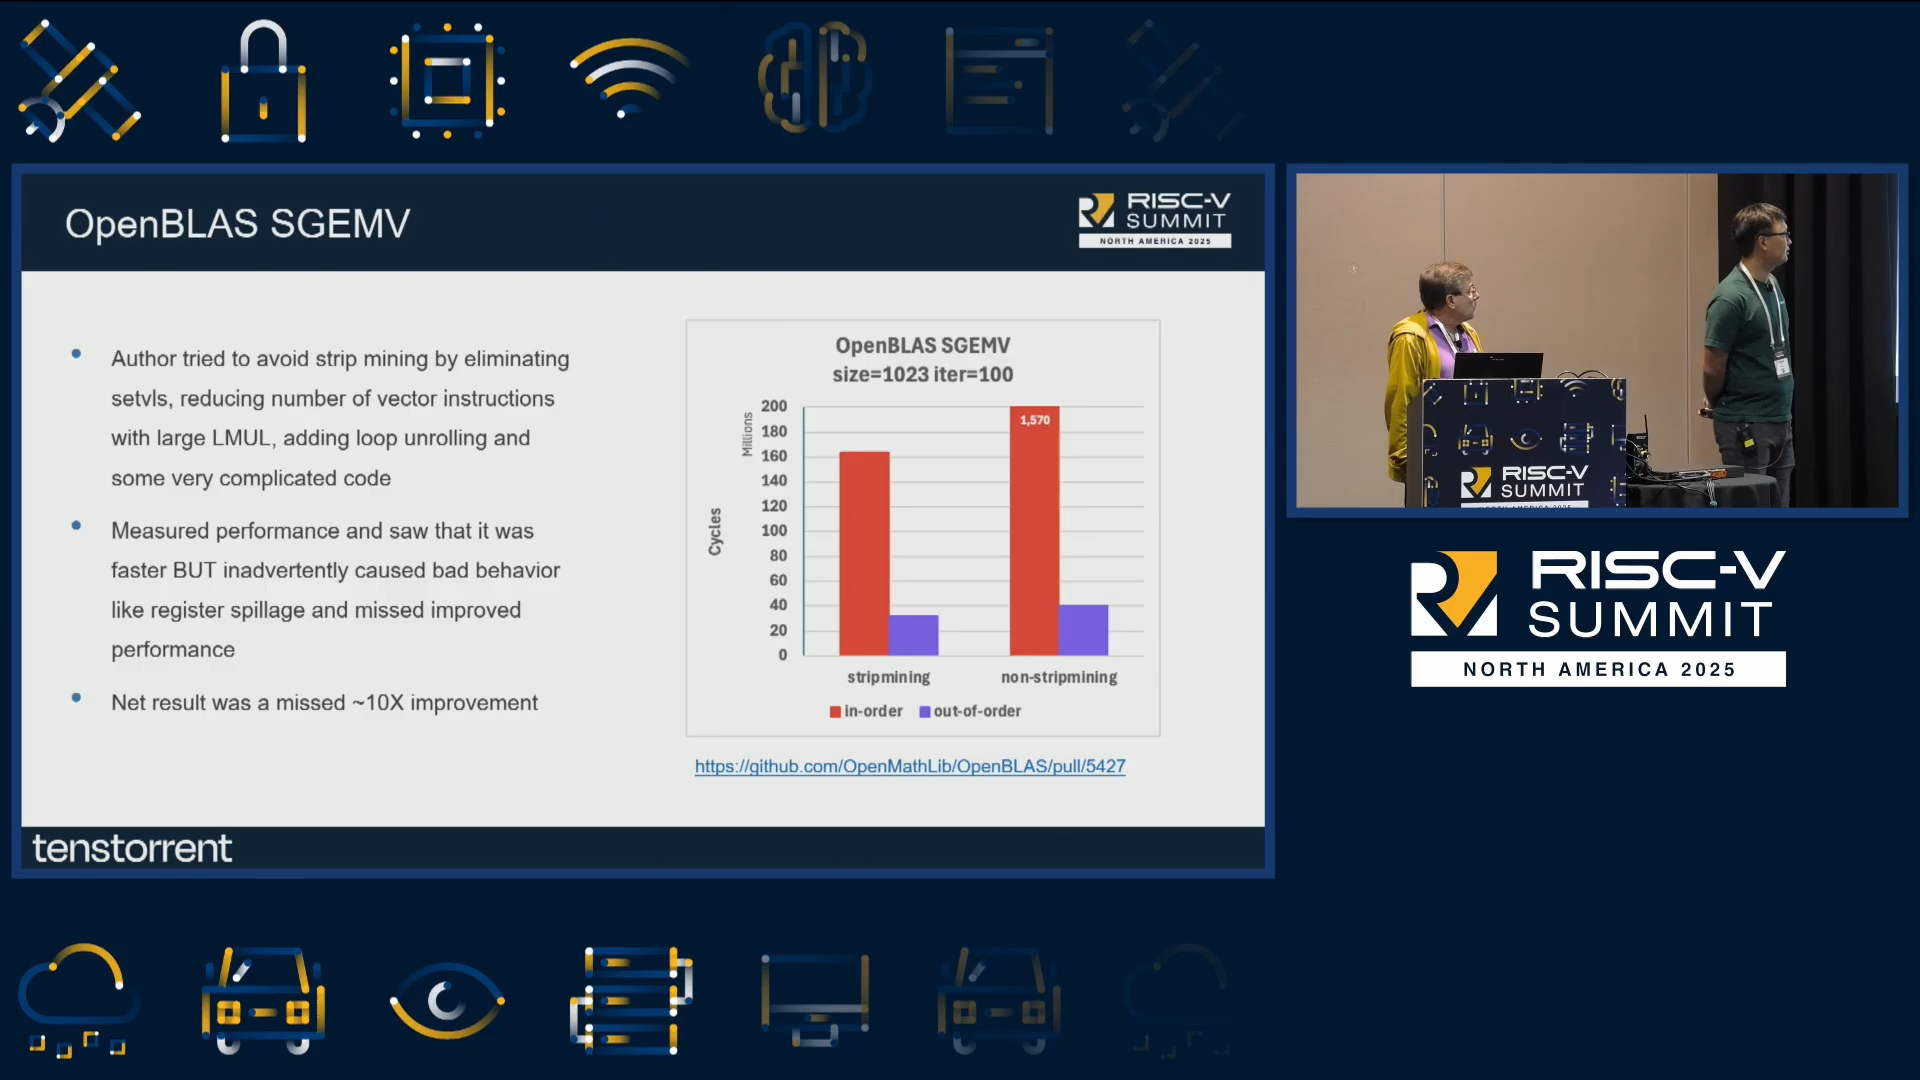 OpenBLAS SGEMV
RISC-V
SUMMIT
NORTH AMERICA 2025
Author tried to avoid strip mining by eliminating
setvls, reducing number of vector instructions
with large LMUL, adding loop unrolling and
some very complicated code
Measured performance and saw that it was
faster BUT inadvertently caused bad behavior
like register spillage and missed improved
performance
Net result was a missed ~10X improvement
OpenBLAS SGEMV
size=1023 iter=100
Millions
Cycles
200
180
160
140
120
100
80
60
40
20
0
1,570
stripmining
non-stripmining
in-order
out-of-order
https://github.com/OpenMathLib/OpenBLAS/pull/5427
tenstorrent
RISC-V
SUMMIT
RISC-V
SUMMIT
NORTH AMERICA 2025